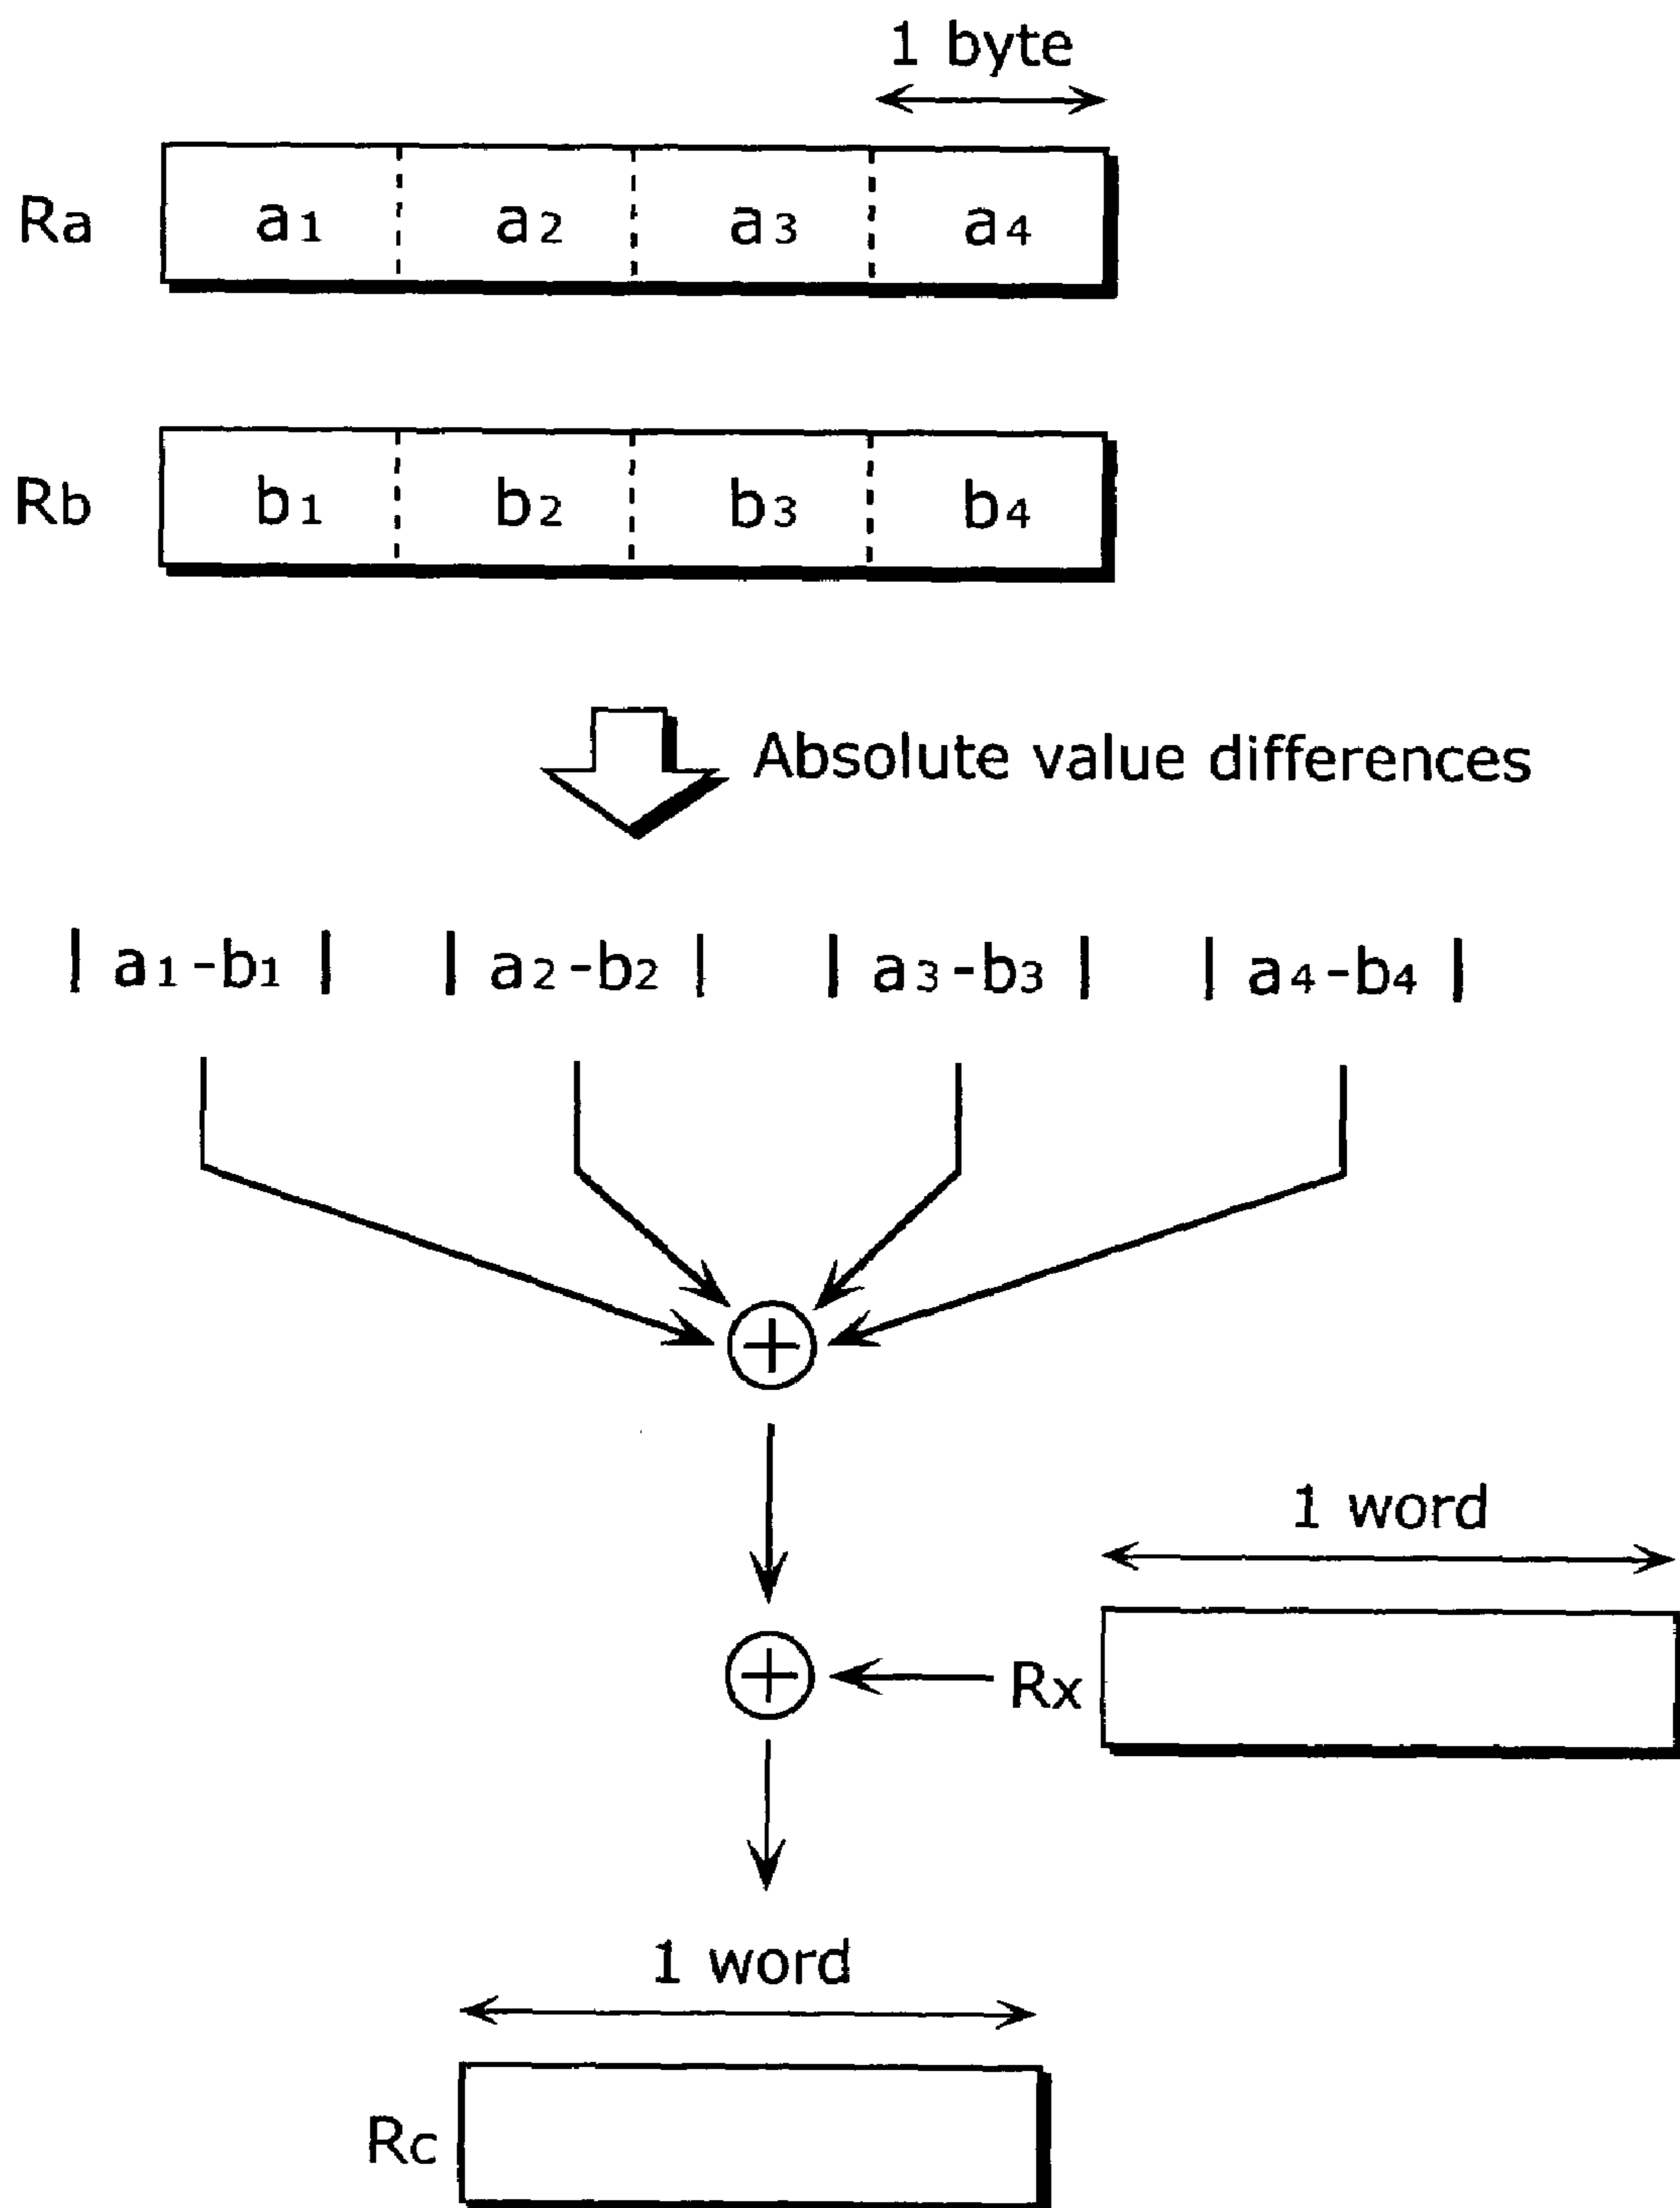 1 byte
Ra a1 a2 a3 a4
Rb b1 b2 b3 b4
Absolute value differences
| a1-b1 | | a2-b2 | | a3-b3 | | a4-b4 |
+
1 word
+ Rx
1 word
Rc